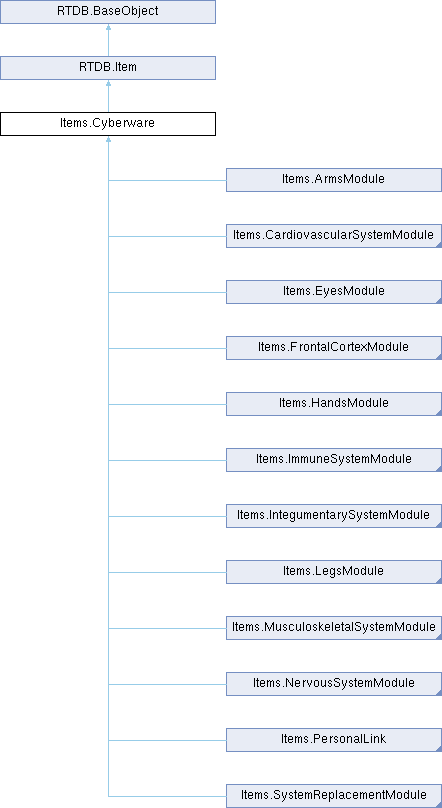 RTDB.BaseObject
RTDB.Item
Items.Cyberware
Items.ArmsModule
Items.CardiovascularSystemModule
Items.EyesModule
Items.FrontalCortexModule
Items.HandsModule
Items.ImmuneSystemModule
Items.IntegumentarySystemModule
Items.LegsModule
Items.MusculoskeletalSystemModule
Items.NervousSystemModule
Items.PersonalLink
Items.SystemReplacementModule